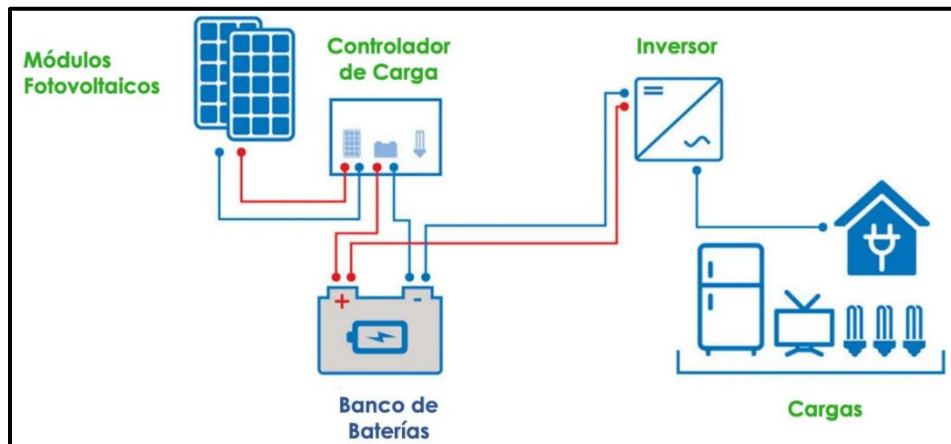 Módulos
Fotovoltaicos
Controlador
de Carga
Inversor
+
-
Banco de
Baterías
Cargas